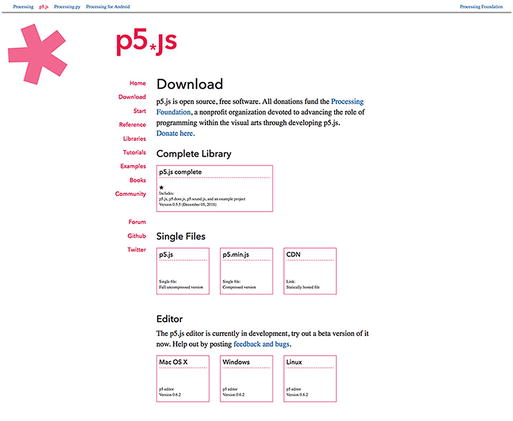 Processing p5.js Processing.py Processing for Android Processing Foundation
p5.js
Home
Download
Start
Reference
Libraries
Tutorials
Examples
Books
Community
Forum
Github
Twitter
Download
p5.js is open source, free software. All donations fund the Processing
Foundation, a nonprofit organization devoted to advancing the role of
programming within the visual arts through developing p5.js.
Donate here.
Complete Library
p5.js complete
Includes:
p5.js, p5.dom.js, p5.sound.js, and an example project
Version 0.5.5 (December 08, 2016)
Single Files
p5.js
Single file:
Full uncompressed version
p5.min.js
Single file:
Compressed version
CDN
Link:
Statically hosted file
Editor
The p5.js editor is currently in development, try out a beta version of it
now. Help out by posting feedback and bugs.
Mac OS X
p5 editor
Version 0.6.2
Windows
p5 editor
Version 0.6.2
Linux
p5 editor
Version 0.6.2